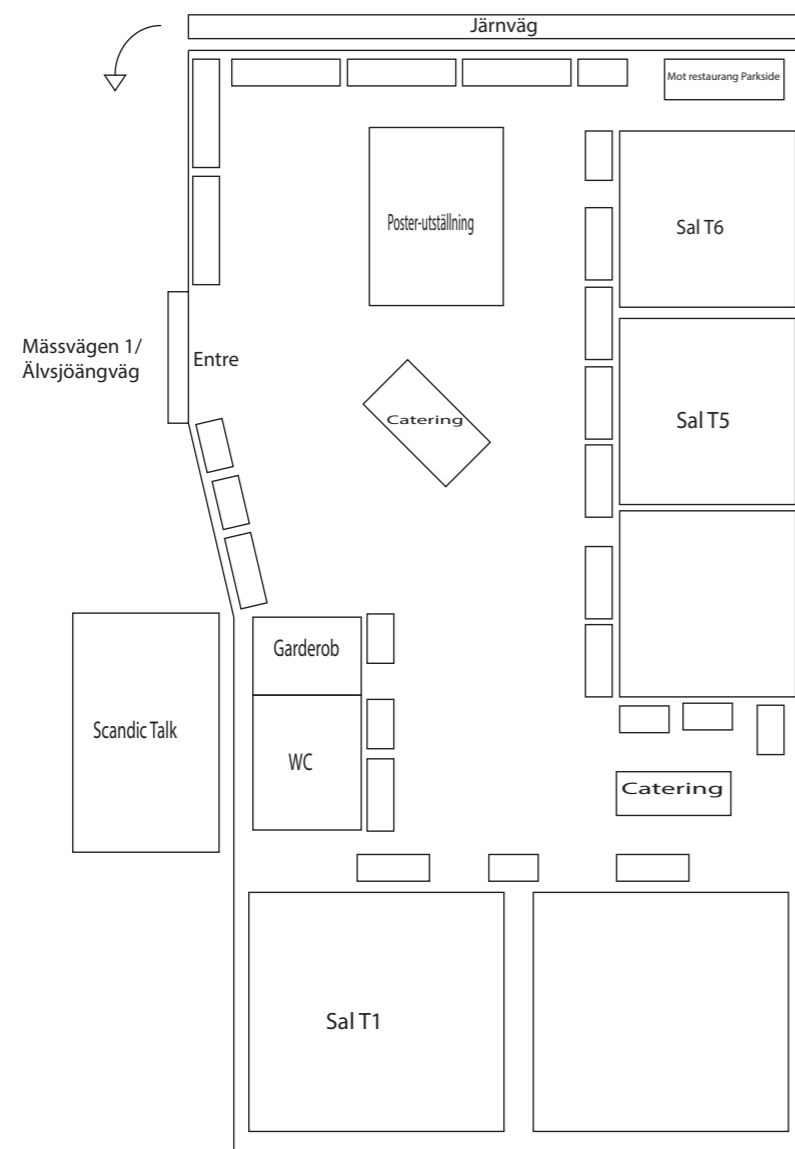 Järnväg
Mot restaurang Parkside
Poster-utställning
Sal T6
Mässvägen 1/
Älvsjöängväg
Entre
Catering
Sal T5
Garderob
Scandic Talk
WC
Catering
Sal T1